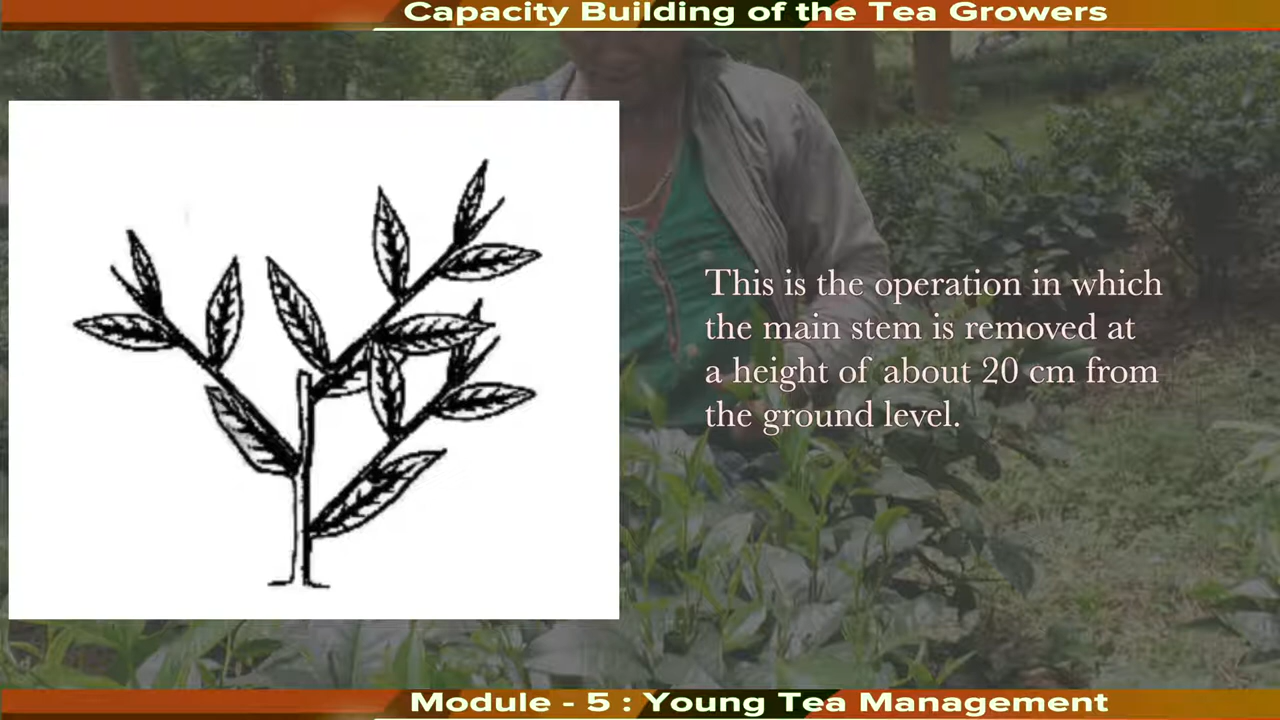 Capacity Building of the Tea Growers
This is the operation in which
the main stem is removed at
a height of about 20 cm from
the ground level.
Module - 5 : Young Tea Management